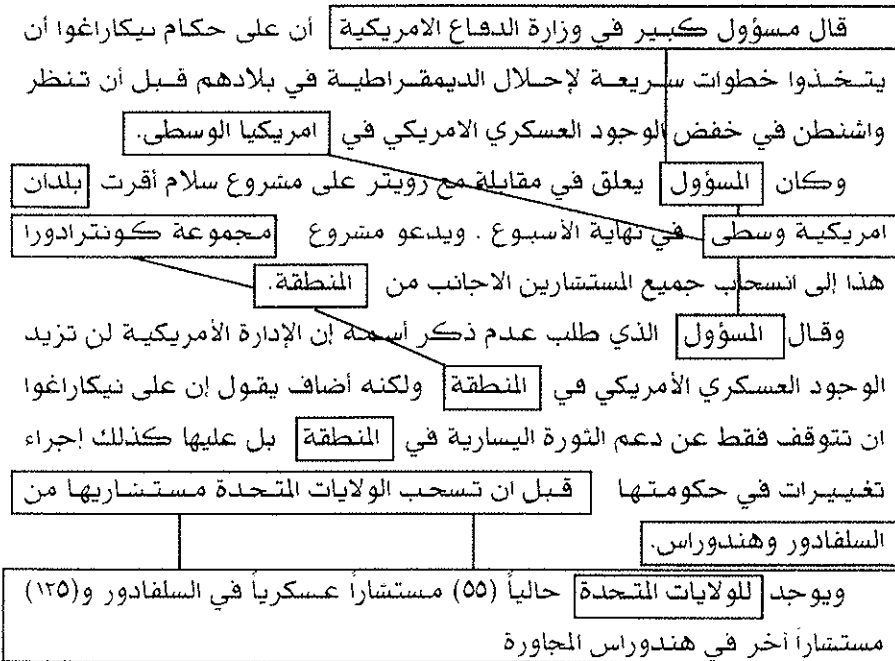 قال مسؤول كبير في وزارة الدفاع الامريكية أن على حكام نيكاراغوا أن
يتخذوا خطوات سريعة لإحلال الديمقراطية في بلادهم قبل أن تنظر
واشنطن في خفض الوجود العسكري الامريكي في امريكيا الوسطى.
وكان المسؤول يعلق في مقابلة مع رويتر على مشروع سلام أقرت بلدان
امريكية وسطى في نهاية الأسبوع . ويدعو مشروع مجموعة كونترادورا
هذا إلى انسحاب جميع المستشارين الاجانب من المنطقة.
وقال المسؤول الذي طلب عدم ذكر أسمه إن الإدارة الأمريكية لن تزيد
الوجود العسكري الأمريكي في المنطقة ولكنه أضاف يقول إن على نيكاراغوا
ان تتوقف فقط عن دعم الثورة اليسارية في المنطقة بل عليها كذلك إجراء
تغييرات في حكومتها قبل ان تسحب الولايات المتحدة مستشاريها من
السلفادور وهندوراس.
ويوجد للولايات المتحدة حالياً (٥٥) مستشاراً عسكرياً في السلفادور و(١٢٥)
مستشاراً آخر في هندوراس المجاورة